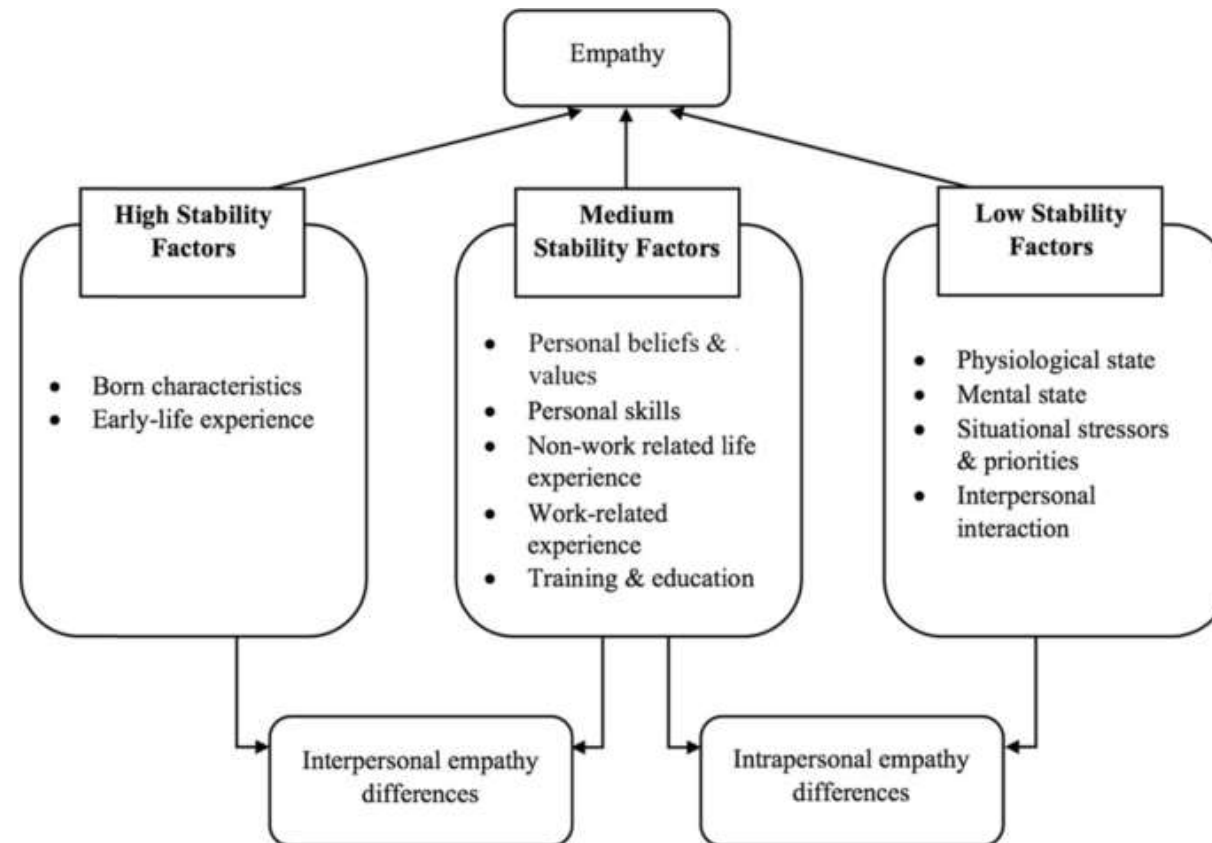 Empathy
High Stability
Factors
• Born characteristics
• Early-life experience
Medium
Stability Factors
• Personal beliefs &
values
• Personal skills
• Non-work related life
experience
• Work-related
experience
• Training & education
Low Stability
Factors
• Physiological state
• Mental state
• Situational stressors
& priorities
• Interpersonal
interaction
Interpersonal empathy
differences
Intrapersonal empathy
differences